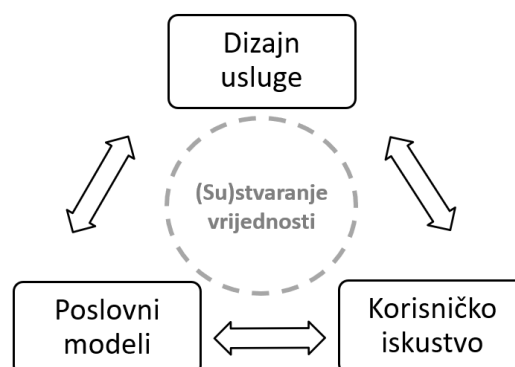 Dizajn
usluge
(Su)stvaranje
vrijednosti
Poslovni
modeli
Korisničko
iskustvo